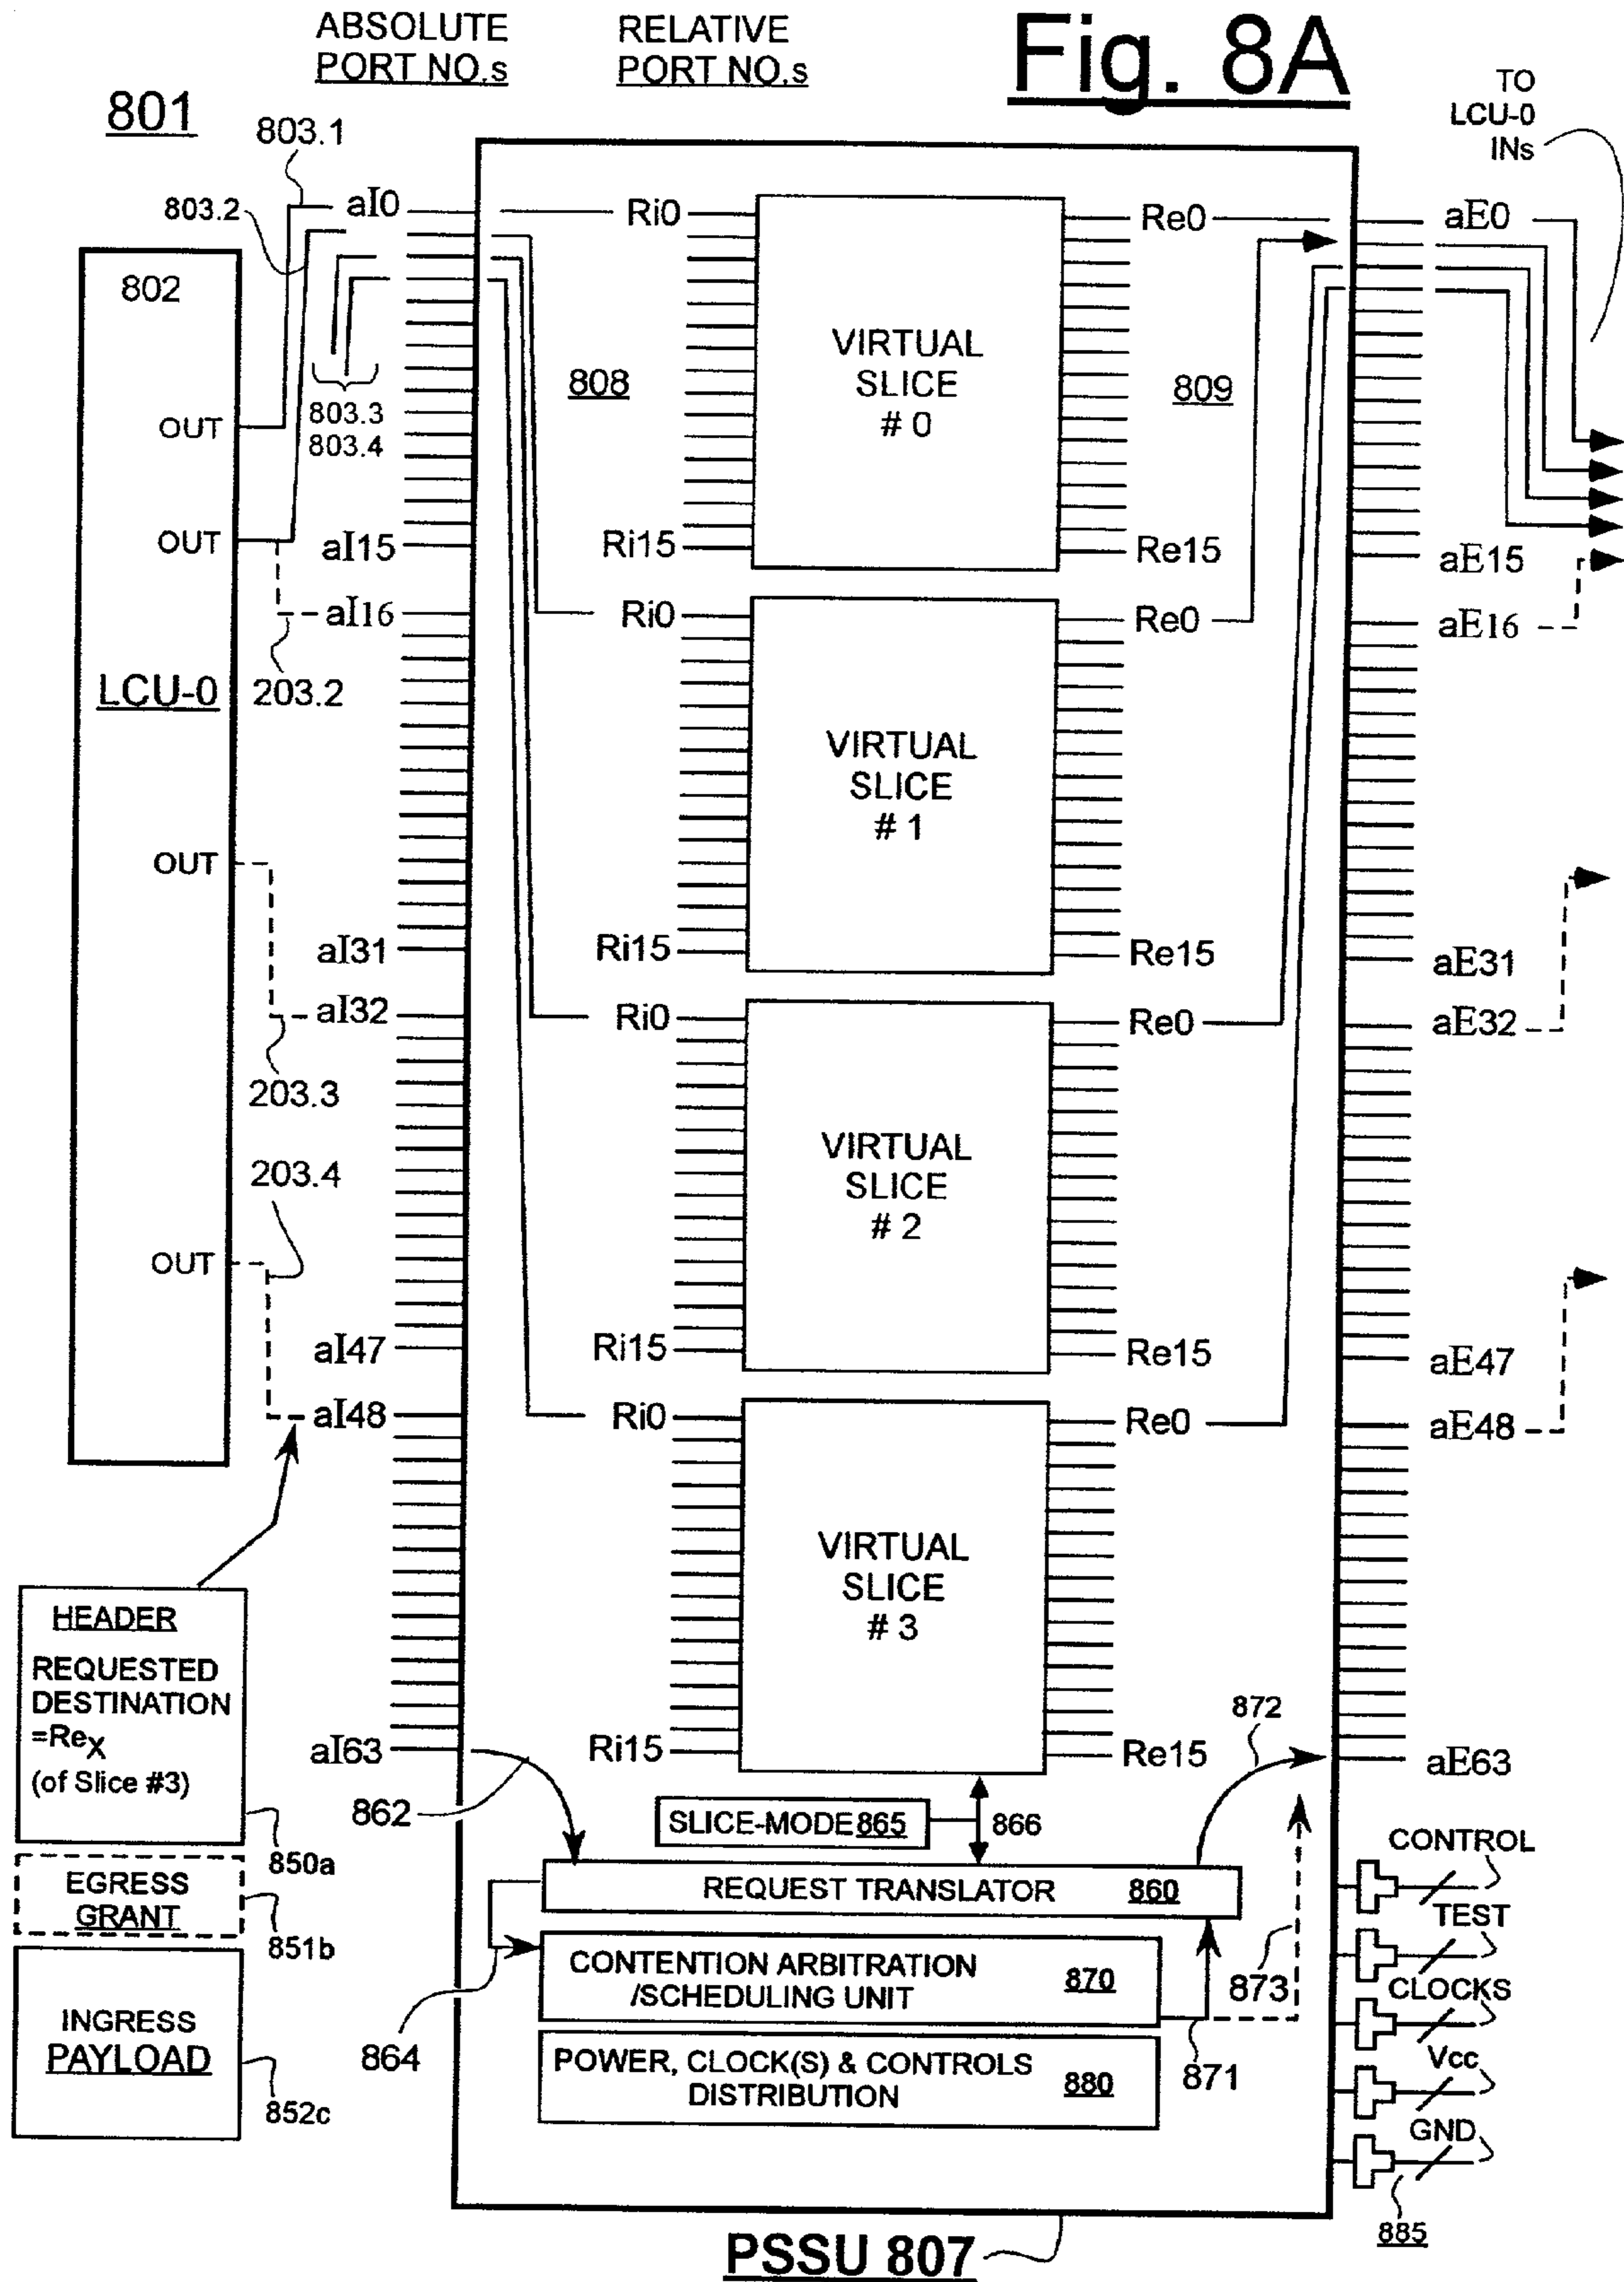 ABSOLUTE
PORT NO.s
RELATIVE
PORT NO.s
Fig. 8A
TO
LCU-0
INs
801
803.1
803.2
aI0
Ri0
Re0
aE0
802
VIRTUAL
SLICE
# 0
808
809
803.3
803.4
OUT
OUT
aI15
Ri15
Re15
aE15
aI16
Ri0
Re0
aE16
LCU-0
203.2
VIRTUAL
SLICE
# 1
OUT
aI31
Ri15
Re15
aE31
aI32
Ri0
Re0
aE32
203.3
203.4
VIRTUAL
SLICE
# 2
OUT
aI47
Ri15
Re15
aE47
aI48
Ri0
Re0
aE48
VIRTUAL
SLICE
# 3
HEADER
REQUESTED
DESTINATION
=ReX
(of Slice #3)
850a
aI63
Ri15
Re15
aE63
872
862
SLICE-MODE 865
866
CONTROL
EGRESS
GRANT
851b
REQUEST TRANSLATOR 860
TEST
CONTENTION ARBITRATION
/SCHEDULING UNIT 870
873
CLOCKS
INGRESS
PAYLOAD
852c
864
POWER, CLOCK(S) & CONTROLS
DISTRIBUTION 880
871
Vcc
GND
885
PSSU 807